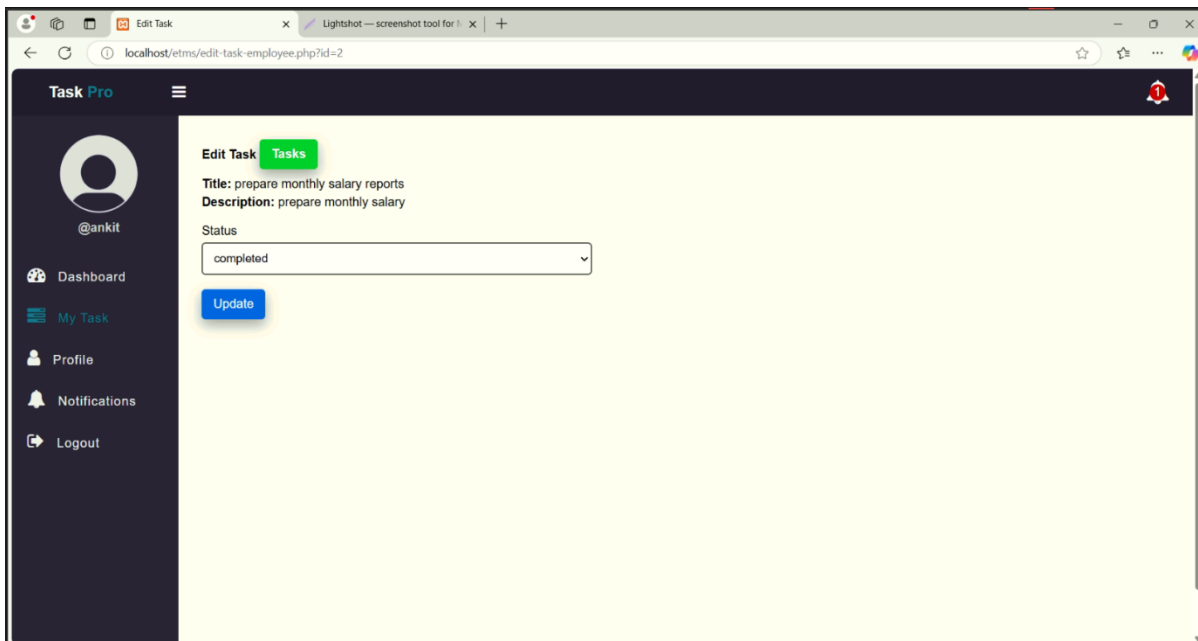 Edit Task
Lightshot — screenshot tool for
localhost/etms/edit-task-employee.php?id=2
Task Pro
1
@ankit
Dashboard
My Task
Profile
Notifications
Logout
Edit Task Tasks
Title: prepare monthly salary reports
Description: prepare monthly salary
Status
completed
Update